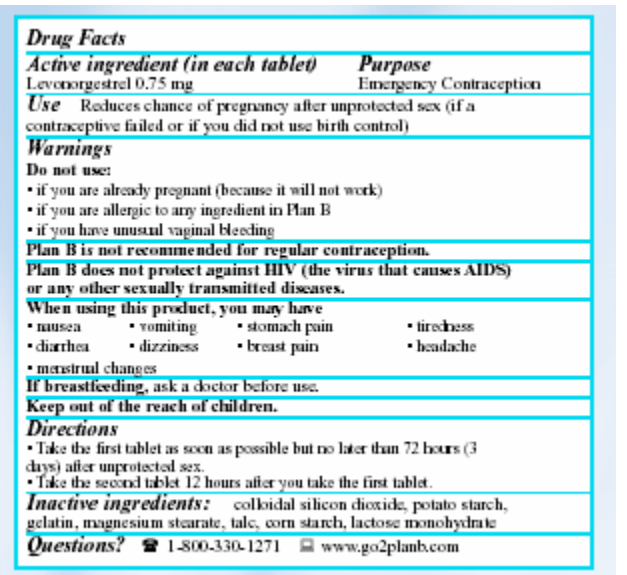 Drug Facts
Active ingredient (in each tablet) Purpose
Levonorgestrel 0.75 mg Emergency Contraception
Use Reduces chance of pregnancy after unprotected sex (if a
contraceptive failed or if you did not use birth control)
Warnings
Do not use:
• if you are already pregnant (because it will not work)
• if you are allergic to any ingredient in Plan B
• if you have unusual vaginal bleeding
Plan B is not recommended for regular contraception.
Plan B does not protect against HIV (the virus that causes AIDS)
or any other sexually transmitted diseases.
When using this product, you may have
• nausea • vomiting • stomach pain • tiredness
• diarrhea • dizziness • breast pain • headache
• menstrual changes
If breastfeeding, ask a doctor before use.
Keep out of the reach of children.
Directions
• Take the first tablet as soon as possible but no later than 72 hours (3
days) after unprotected sex.
• Take the second tablet 12 hours after you take the first tablet.
Inactive ingredients: colloidal silicon dioxide, potato starch,
gelatin, magnesium stearate, talc, corn starch, lactose monohydrate
Questions? ☎ 1-800-330-1271 💻 www.go2planb.com